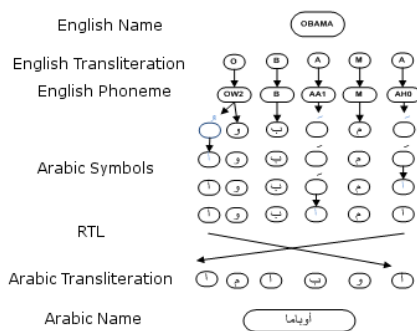 English Name OBAMA
English Transliteration O B A M A
English Phoneme OW2 B AA1 M AH0
و ب م
Arabic Symbols ا و ب م
ا و ب م ا
ا و ب ا م ا
RTL
Arabic Transliteration ا م ا ب و ا
Arabic Name أوباما